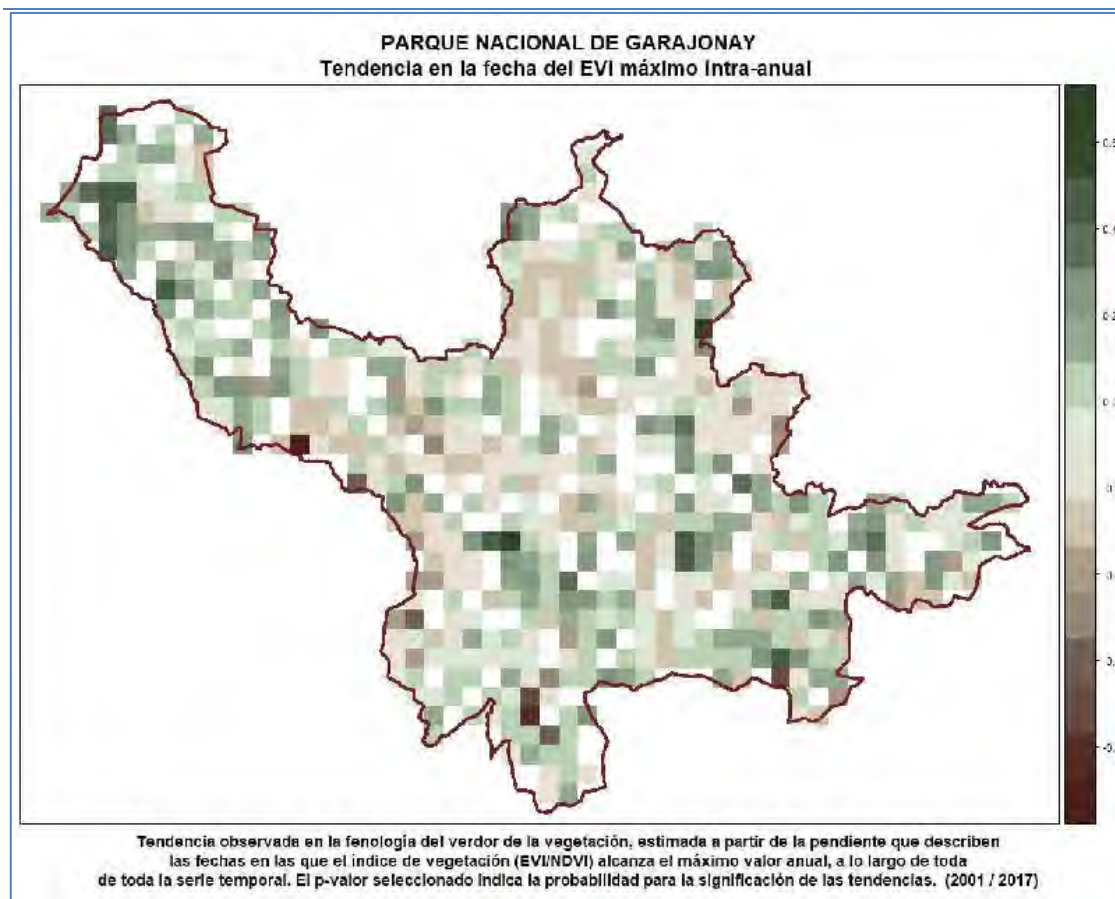 PARQUE NACIONAL DE GARAJONAY
Tendencia en la fecha del EVI máximo intra-anual
Tendencia observada en la fenología del verdor de la vegetación, estimada a partir de la pendiente que describen
las fechas en las que el índice de vegetación (EVI/NDVI) alcanza el máximo valor anual, a lo largo de toda
de toda la serie temporal. El p-valor seleccionado indica la probabilidad para la significación de las tendencias. (2001 / 2017)